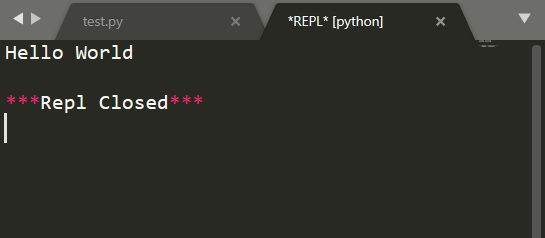 test.py
*REPL* [python]
Hello World
***Repl Closed***